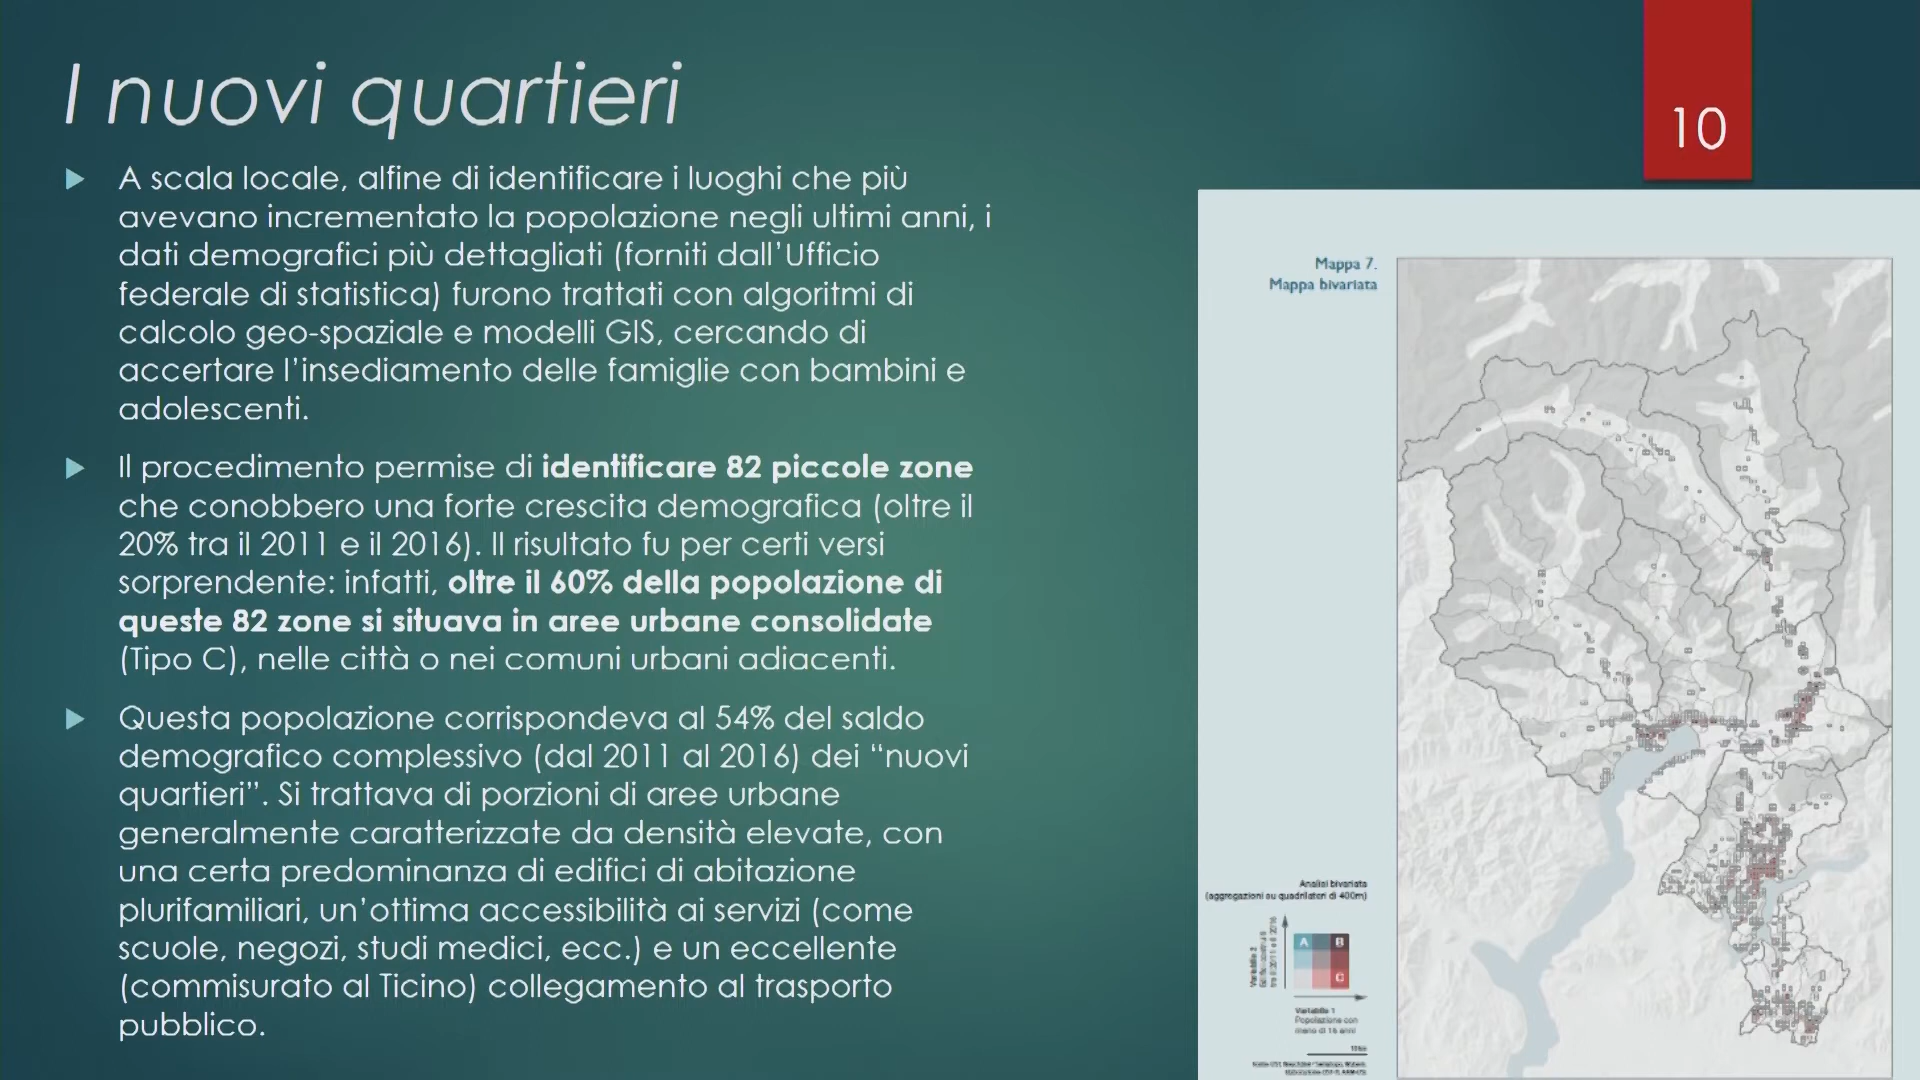 I nuovi quartieri
10
A scala locale, alfine di identificare i luoghi che più
avevano incrementato la popolazione negli ultimi anni, i
dati demografici più dettagliati (forniti dall’Ufficio
federale di statistica) furono trattati con algoritmi di
calcolo geo-spaziale e modelli GIS, cercando di
accertare l’insediamento delle famiglie con bambini e
adolescenti.
Il procedimento permise di identificare 82 piccole zone
che conobbero una forte crescita demografica (oltre il
20% tra il 2011 e il 2016). Il risultato fu per certi versi
sorprendente: infatti, oltre il 60% della popolazione di
queste 82 zone si situava in aree urbane consolidate
(Tipo C), nelle città o nei comuni urbani adiacenti.
Questa popolazione corrispondeva al 54% del saldo
demografico complessivo (dal 2011 al 2016) dei “nuovi
quartieri”. Si trattava di porzioni di aree urbane
generalmente caratterizzate da densità elevate, con
una certa predominanza di edifici di abitazione
plurifamiliari, un’ottima accessibilità ai servizi (come
scuole, negozi, studi medici, ecc.) e un eccellente
(commisurato al Ticino) collegamento al trasporto
pubblico.
Mappa 7.
Mappa bivariata
Analisi bivariata
(aggregazioni su quadrilateri di 400m)
Variabile 2
tra il 2011 e il 2016
A B
C
Variabile 1
Popolazione con
meno di 16 anni